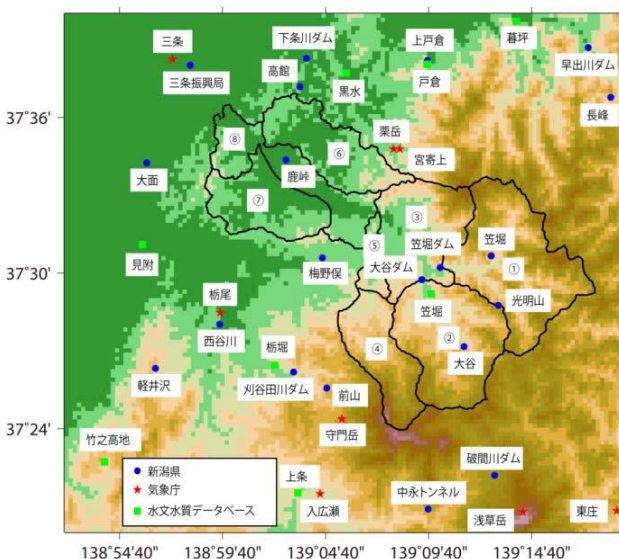 三条
三条振興局
下条川ダム
高館
黒水
上戸倉
戸倉
暮坪
早出川ダム
長峰
37°36'
⑧
⑥
栗岳
宮寄上
大面
鹿峠
⑦
③
⑤
笠堀ダム
笠堀
①
見附
37°30'
梅野俣
大谷ダム
笠堀
光明山
栃尾
西谷川
④
②
大谷
栃堀
軽井沢
刈谷田川ダム
前山
37°24'
守門岳
竹之高地
新潟県
気象庁
水文水質データベース
上条
入広瀬
中永トンネル
破間川ダム
浅草岳
東庄
138°54'40" 138°59'40" 139°04'40" 139°09'40" 139°14'40"